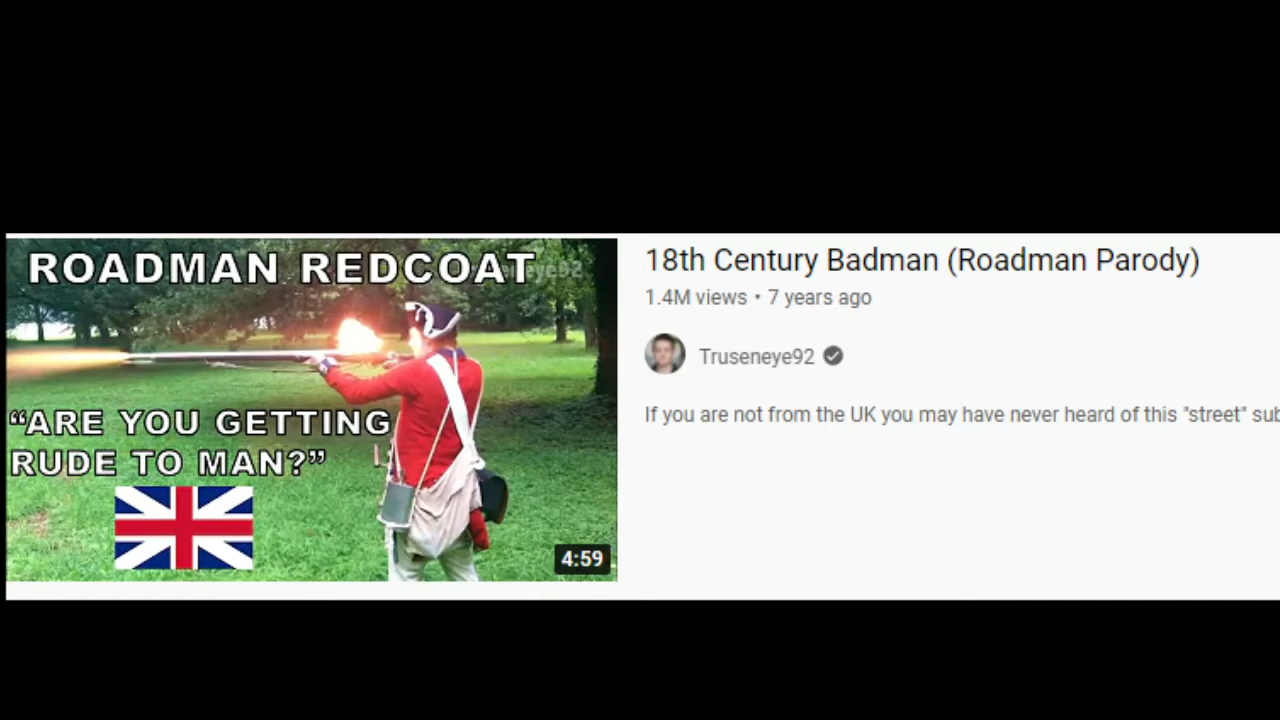 ROADMAN REDCOAT
“ARE YOU GETTING
RUDE TO MAN?”
4:59
18th Century Badman (Roadman Parody)
1.4M views • 7 years ago
Truseneye92
If you are not from the UK you may have never heard of this "street" sub